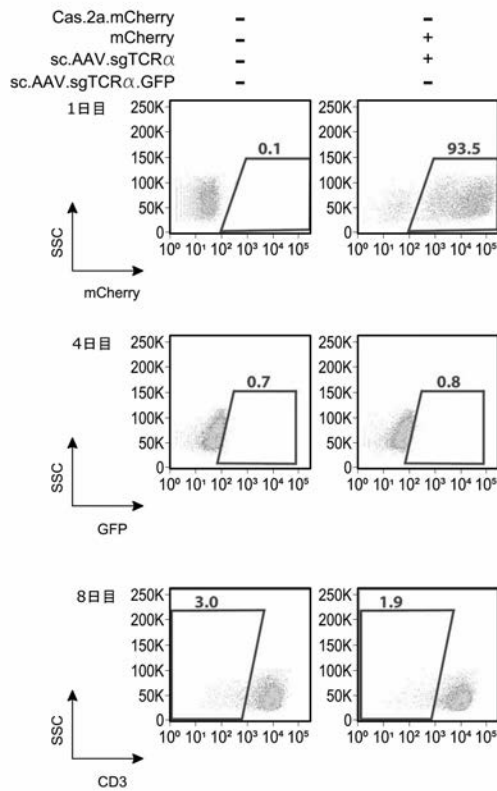 Cas.2a.mCherry - -
mCherry - +
sc.AAV.sgTCRα - +
sc.AAV.sgTCRα.GFP - -
1日目
250K 200K 150K 100K 50K 0
0.1
10⁰ 10¹ 10² 10³ 10⁴ 10⁵
250K 200K 150K 100K 50K 0
93.5
10⁰ 10¹ 10² 10³ 10⁴ 10⁵
SSC
mCherry
4日目
250K 200K 150K 100K 50K 0
0.7
10⁰ 10¹ 10² 10³ 10⁴ 10⁵
250K 200K 150K 100K 50K 0
0.8
10⁰ 10¹ 10² 10³ 10⁴ 10⁵
SSC
GFP
8日目
250K 200K 150K 100K 50K 0
3.0
10⁰ 10¹ 10² 10³ 10⁴ 10⁵
250K 200K 150K 100K 50K 0
1.9
10⁰ 10¹ 10² 10³ 10⁴ 10⁵
SSC
CD3